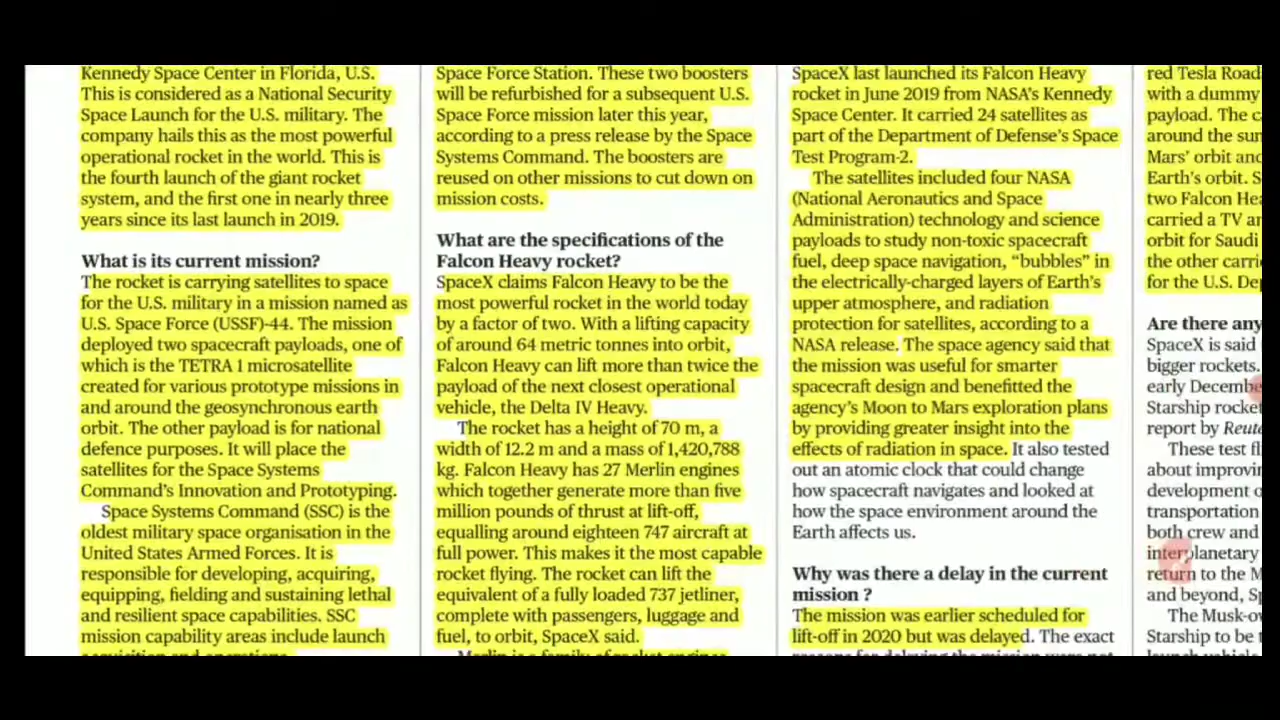 Kennedy Space Center in Florida, U.S.
This is considered as a National Security
Space Launch for the U.S. military. The
company hails this as the most powerful
operational rocket in the world. This is
the fourth launch of the giant rocket
system, and the first one in nearly three
years since its last launch in 2019.
What is its current mission?
The rocket is carrying satellites to space
for the U.S. military in a mission named as
U.S. Space Force (USSF)-44. The mission
deployed two spacecraft payloads, one of
which is the TETRA 1 microsatellite
created for various prototype missions in
and around the geosynchronous earth
orbit. The other payload is for national
defence purposes. It will place the
satellites for the Space Systems
Command's Innovation and Prototyping.
Space Systems Command (SSC) is the
oldest military space organisation in the
United States Armed Forces. It is
responsible for developing, acquiring,
equipping, fielding and sustaining lethal
and resilient space capabilities. SSC
mission capability areas include launch
Space Force Station. These two boosters
will be refurbished for a subsequent U.S.
Space Force mission later this year,
according to a press release by the Space
Systems Command. The boosters are
reused on other missions to cut down on
mission costs.
What are the specifications of the
Falcon Heavy rocket?
SpaceX claims Falcon Heavy to be the
most powerful rocket in the world today
by a factor of two. With a lifting capacity
of around 64 metric tonnes into orbit,
Falcon Heavy can lift more than twice the
payload of the next closest operational
vehicle, the Delta IV Heavy.
The rocket has a height of 70 m, a
width of 12.2 m and a mass of 1,420,788
kg. Falcon Heavy has 27 Merlin engines
which together generate more than five
million pounds of thrust at lift-off,
equalling around eighteen 747 aircraft at
full power. This makes it the most capable
rocket flying. The rocket can lift the
equivalent of a fully loaded 737 jetliner,
complete with passengers, luggage and
fuel, to orbit, SpaceX said.
Merlin is a family of rocket engines
SpaceX last launched its Falcon Heavy
rocket in June 2019 from NASA's Kennedy
Space Center. It carried 24 satellites as
part of the Department of Defense's Space
Test Program-2.
The satellites included four NASA
(National Aeronautics and Space
Administration) technology and science
payloads to study non-toxic spacecraft
fuel, deep space navigation, "bubbles" in
the electrically-charged layers of Earth's
upper atmosphere, and radiation
protection for satellites, according to a
NASA release. The space agency said that
the mission was useful for smarter
spacecraft design and benefitted the
agency's Moon to Mars exploration plans
by providing greater insight into the
effects of radiation in space. It also tested
out an atomic clock that could change
how spacecraft navigates and looked at
how the space environment around the
Earth affects us.
Why was there a delay in the current
mission ?
The mission was earlier scheduled for
lift-off in 2020 but was delayed. The exact
red Tesla Road
with a dummy
payload. The c
around the sun
Mars' orbit and
Earth's orbit. S
two Falcon Hea
carried a TV an
orbit for Saudi
the other carri
for the U.S. De
Are there any
SpaceX is said
bigger rockets.
early Decembe
Starship rocket
report by Reute
These test fl
about improvin
development o
transportation
both crew and
interplanetary
return to the M
and beyond, Sp
The Musk-ow
Starship to be t